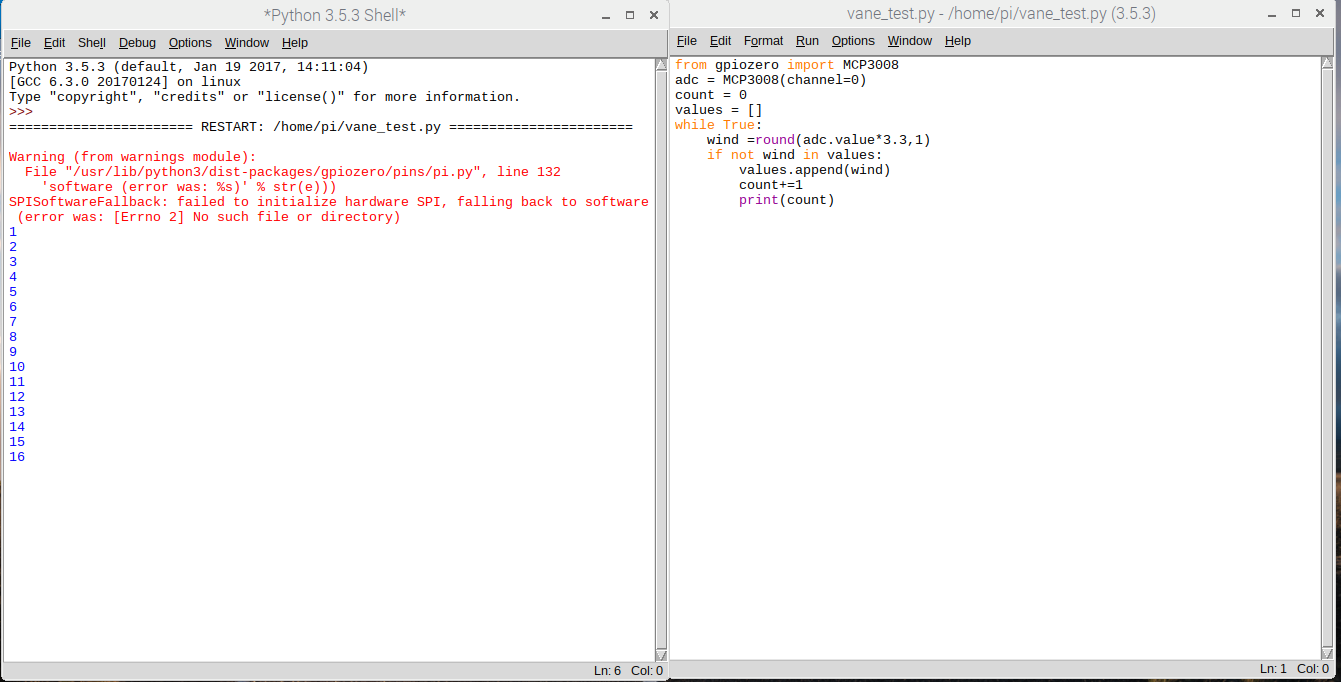 *Python 3.5.3 Shell*
File Edit Shell Debug Options Window Help
Python 3.5.3 (default, Jan 19 2017, 14:11:04)
[GCC 6.3.0 20170124] on linux
Type "copyright", "credits" or "license()" for more information.
>>>
======================= RESTART: /home/pi/vane_test.py =======================
Warning (from warnings module):
  File "/usr/lib/python3/dist-packages/gpiozero/pins/pi.py", line 132
    'software (error was: %s)' % str(e)))
SPISoftwareFallback: failed to initialize hardware SPI, falling back to software
 (error was: [Errno 2] No such file or directory)
1
2
3
4
5
6
7
8
9
10
11
12
13
14
15
16
Ln: 6 Col: 0
vane_test.py - /home/pi/vane_test.py (3.5.3)
File Edit Format Run Options Window Help
from gpiozero import MCP3008
adc = MCP3008(channel=0)
count = 0
values = []
while True:
    wind =round(adc.value*3.3,1)
    if not wind in values:
        values.append(wind)
        count+=1
        print(count)
Ln: 1 Col: 0